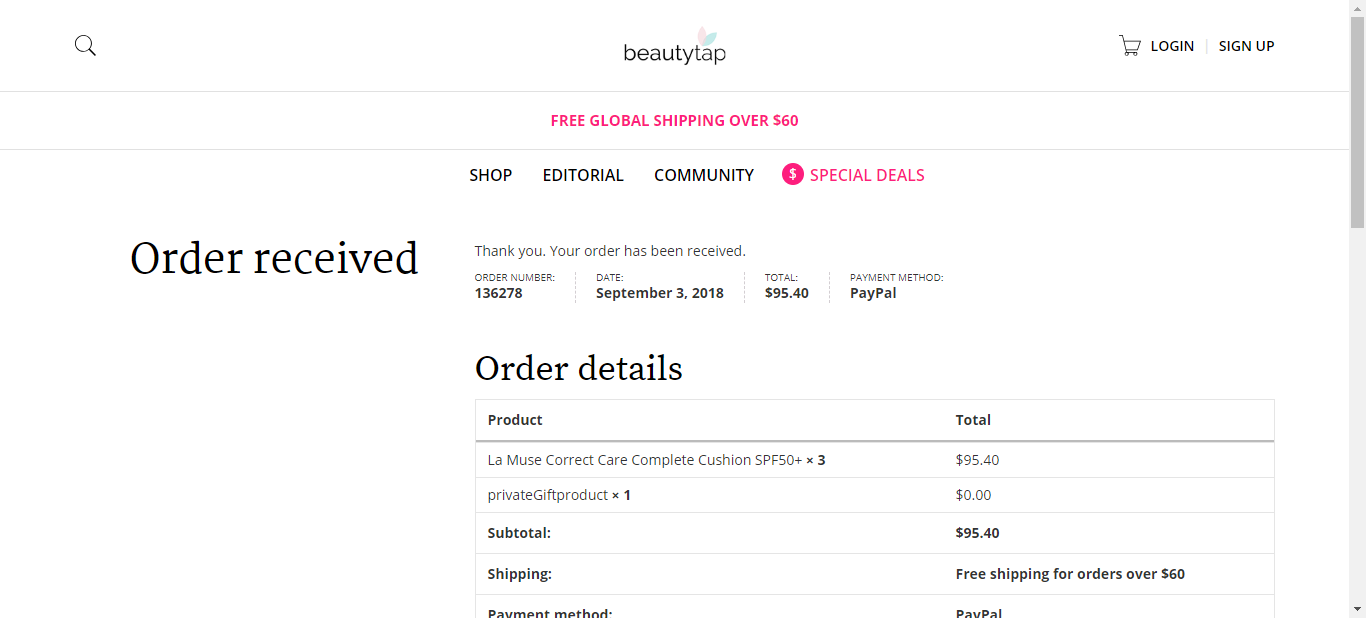 beautytap
LOGIN
SIGN UP
FREE GLOBAL SHIPPING OVER $60
SHOP
EDITORIAL
COMMUNITY
$ SPECIAL DEALS
Order received
Thank you. Your order has been received.
ORDER NUMBER:
136278
DATE:
September 3, 2018
TOTAL:
$95.40
PAYMENT METHOD:
PayPal
Order details
Product Total
La Muse Correct Care Complete Cushion SPF50+ × 3 $95.40
privateGiftproduct × 1 $0.00
Subtotal: $95.40
Shipping: Free shipping for orders over $60
Payment method: PayPal